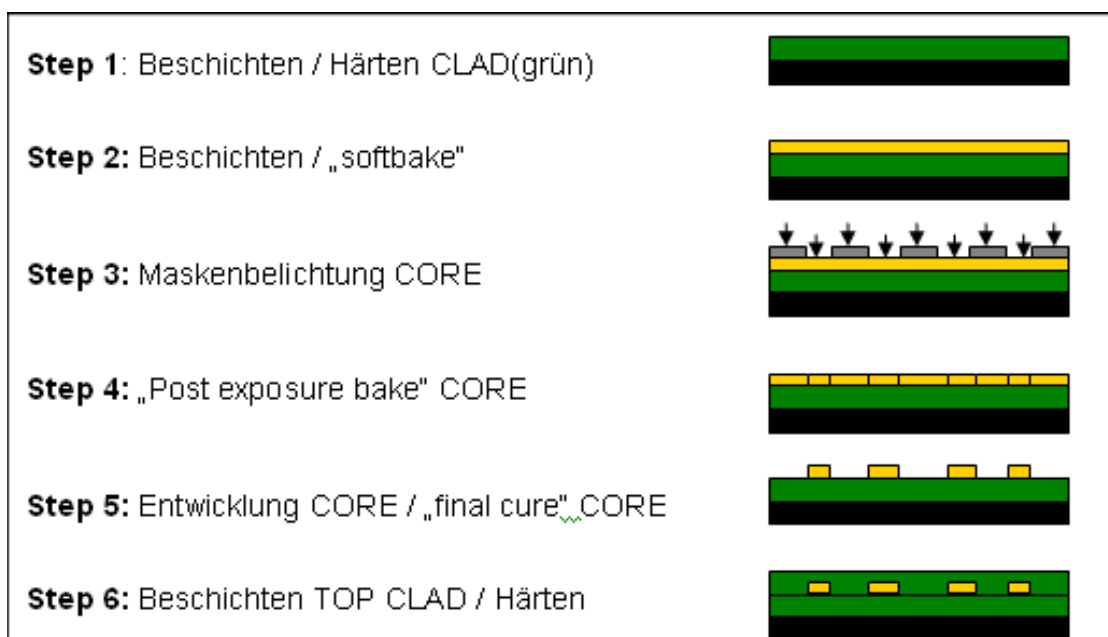 Step 1: Beschichten / Härten CLAD(grün)
Step 2: Beschichten / „softbake"
Step 3: Maskenbelichtung CORE
Step 4: „Post exposure bake" CORE
Step 5: Entwicklung CORE / „final cure" CORE
Step 6: Beschichten TOP CLAD / Härten